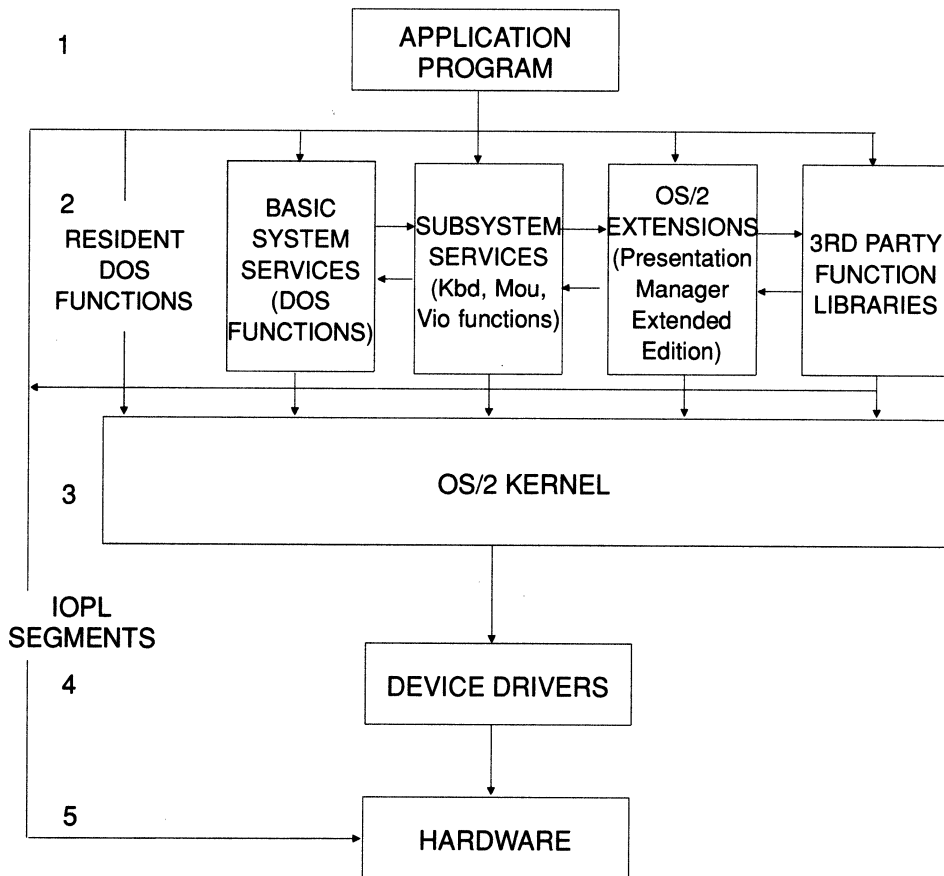 1
APPLICATION
PROGRAM
2
RESIDENT
DOS
FUNCTIONS
BASIC
SYSTEM
SERVICES
(DOS
FUNCTIONS)
SUBSYSTEM
SERVICES
(Kbd, Mou,
Vio functions)
OS/2
EXTENSIONS
(Presentation
Manager
Extended
Edition)
3RD PARTY
FUNCTION
LIBRARIES
3
OS/2 KERNEL
IOPL
SEGMENTS
4
DEVICE DRIVERS
5
HARDWARE